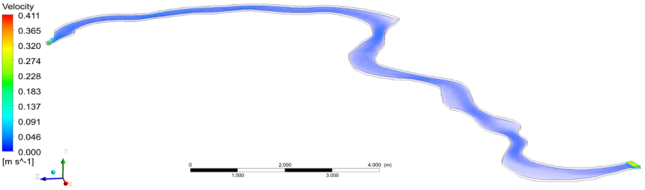 Velocity
0.411
0.365
0.320
0.274
0.228
0.183
0.137
0.091
0.046
0.000
[m s^-1]
Y
Z
X
0 2,000 4,000 (m)
1,000 3,000